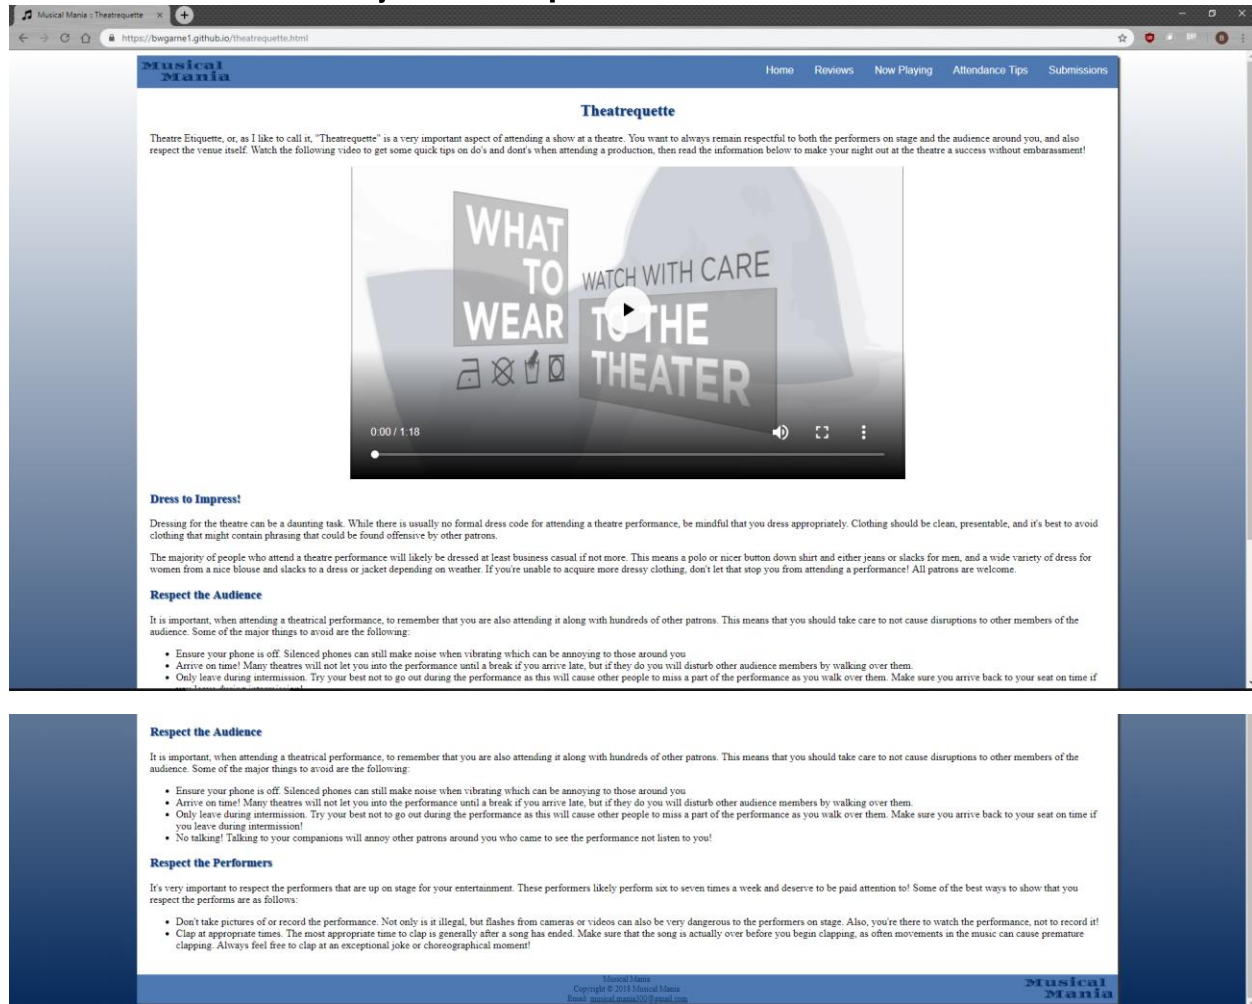 Musical Mania :: Theatrequette
https://bwgarne1.github.io/theatrequette.html
Musical
Mania
Home Reviews Now Playing Attendance Tips Submissions
Theatrequette
Theatre Etiquette, or, as I like to call it, "Theatrequette" is a very important aspect of attending a show at a theatre. You want to always remain respectful to both the performers on stage and the audience around you, and also
respect the venue itself. Watch the following video to get some quick tips on do's and dont's when attending a production, then read the information below to make your night out at the theatre a success without embarassment!
WHAT
TO
WEAR
WATCH WITH CARE
TO THE
THEATER
0:00 / 1:18
Dress to Impress!
Dressing for the theatre can be a daunting task. While there is usually no formal dress code for attending a theatre performance, be mindful that you dress appropriately. Clothing should be clean, presentable, and it's best to avoid
clothing that might contain phrasing that could be found offensive by other patrons.
The majority of people who attend a theatre performance will likely be dressed at least business casual if not more. This means a polo or nicer button down shirt and either jeans or slacks for men, and a wide variety of dress for
women from a nice blouse and slacks to a dress or jacket depending on weather. If you're unable to acquire more dressy clothing, don't let that stop you from attending a performance! All patrons are welcome.
Respect the Audience
It is important, when attending a theatrical performance, to remember that you are also attending it along with hundreds of other patrons. This means that you should take care to not cause disruptions to other members of the
audience. Some of the major things to avoid are the following:
• Ensure your phone is off. Silenced phones can still make noise when vibrating which can be annoying to those around you
• Arrive on time! Many theatres will not let you into the performance until a break if you arrive late, but if they do you will disturb other audience members by walking over them.
• Only leave during intermission. Try your best not to go out during the performance as this will cause other people to miss a part of the performance as you walk over them. Make sure you arrive back to your seat on time if
Respect the Audience
It is important, when attending a theatrical performance, to remember that you are also attending it along with hundreds of other patrons. This means that you should take care to not cause disruptions to other members of the
audience. Some of the major things to avoid are the following:
• Ensure your phone is off. Silenced phones can still make noise when vibrating which can be annoying to those around you
• Arrive on time! Many theatres will not let you into the performance until a break if you arrive late, but if they do you will disturb other audience members by walking over them.
• Only leave during intermission. Try your best not to go out during the performance as this will cause other people to miss a part of the performance as you walk over them. Make sure you arrive back to your seat on time if
you leave during intermission!
• No talking! Talking to your companions will annoy other patrons around you who came to see the performance not listen to you!
Respect the Performers
It's very important to respect the performers that are up on stage for your entertainment. These performers likely perform six to seven times a week and deserve to be paid attention to! Some of the best ways to show that you
respect the performs are as follows:
• Don't take pictures of or record the performance. Not only is it illegal, but flashes from cameras or videos can also be very dangerous to the performers on stage. Also, you're there to watch the performance, not to record it!
• Clap at appropriate times. The most appropriate time to clap is generally after a song has ended. Make sure that the song is actually over before you begin clapping, as often movements in the music can cause premature
clapping. Always feel free to clap at an exceptional joke or choreographical moment!
Musical Mania
Copyright © 2018 Musical Mania
Email: musical.mania300@gmail.com
Musical
Mania